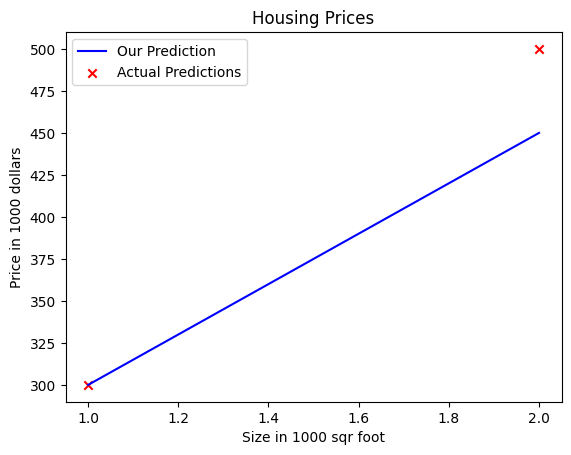 Housing Prices
Our Prediction
Actual Predictions
500
475
450
425
400
375
350
325
300
Price in 1000 dollars
1.0 1.2 1.4 1.6 1.8 2.0
Size in 1000 sqr foot